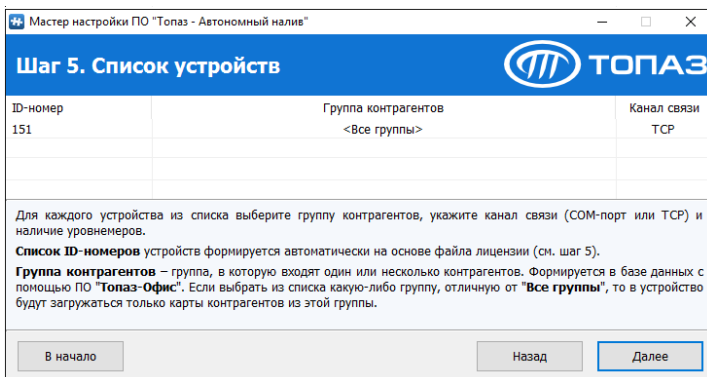 Мастер настройки ПО "Топаз - Автономный налив"
Шаг 5. Список устройств
ТОПАЗ
ID-номер Группа контрагентов Канал связи
151 <Все группы> TCP
Для каждого устройства из списка выберите группу контрагентов, укажите канал связи (COM-порт или TCP) и
наличие уровнемеров.
Список ID-номеров устройств формируется автоматически на основе файла лицензии (см. шаг 5).
Группа контрагентов – группа, в которую входят один или несколько контрагентов. Формируется в базе данных с
помощью ПО "Топаз-Офис". Если выбрать из списка какую-либо группу, отличную от "Все группы", то в устройство
будут загружаться только карты контрагентов из этой группы.
В начало Назад Далее